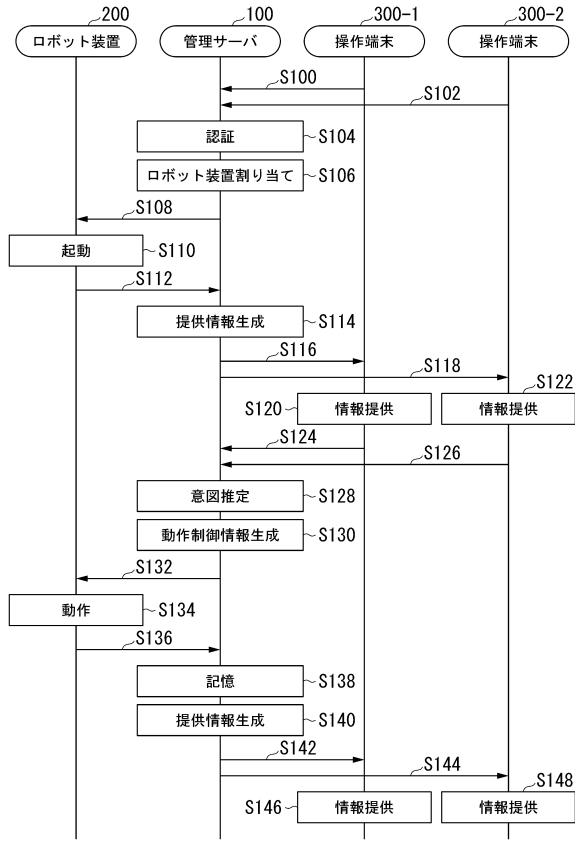 200
100
300-1
300-2
ロボット装置
管理サーバ
操作端末
操作端末
S100
S102
認証
S104
ロボット装置割り当て
S106
S108
起動
S110
S112
提供情報生成
S114
S116
S118
S120
情報提供
情報提供
S122
S124
S126
意図推定
S128
動作制御情報生成
S130
S132
動作
S134
S136
記憶
S138
提供情報生成
S140
S142
S144
S146
情報提供
情報提供
S148